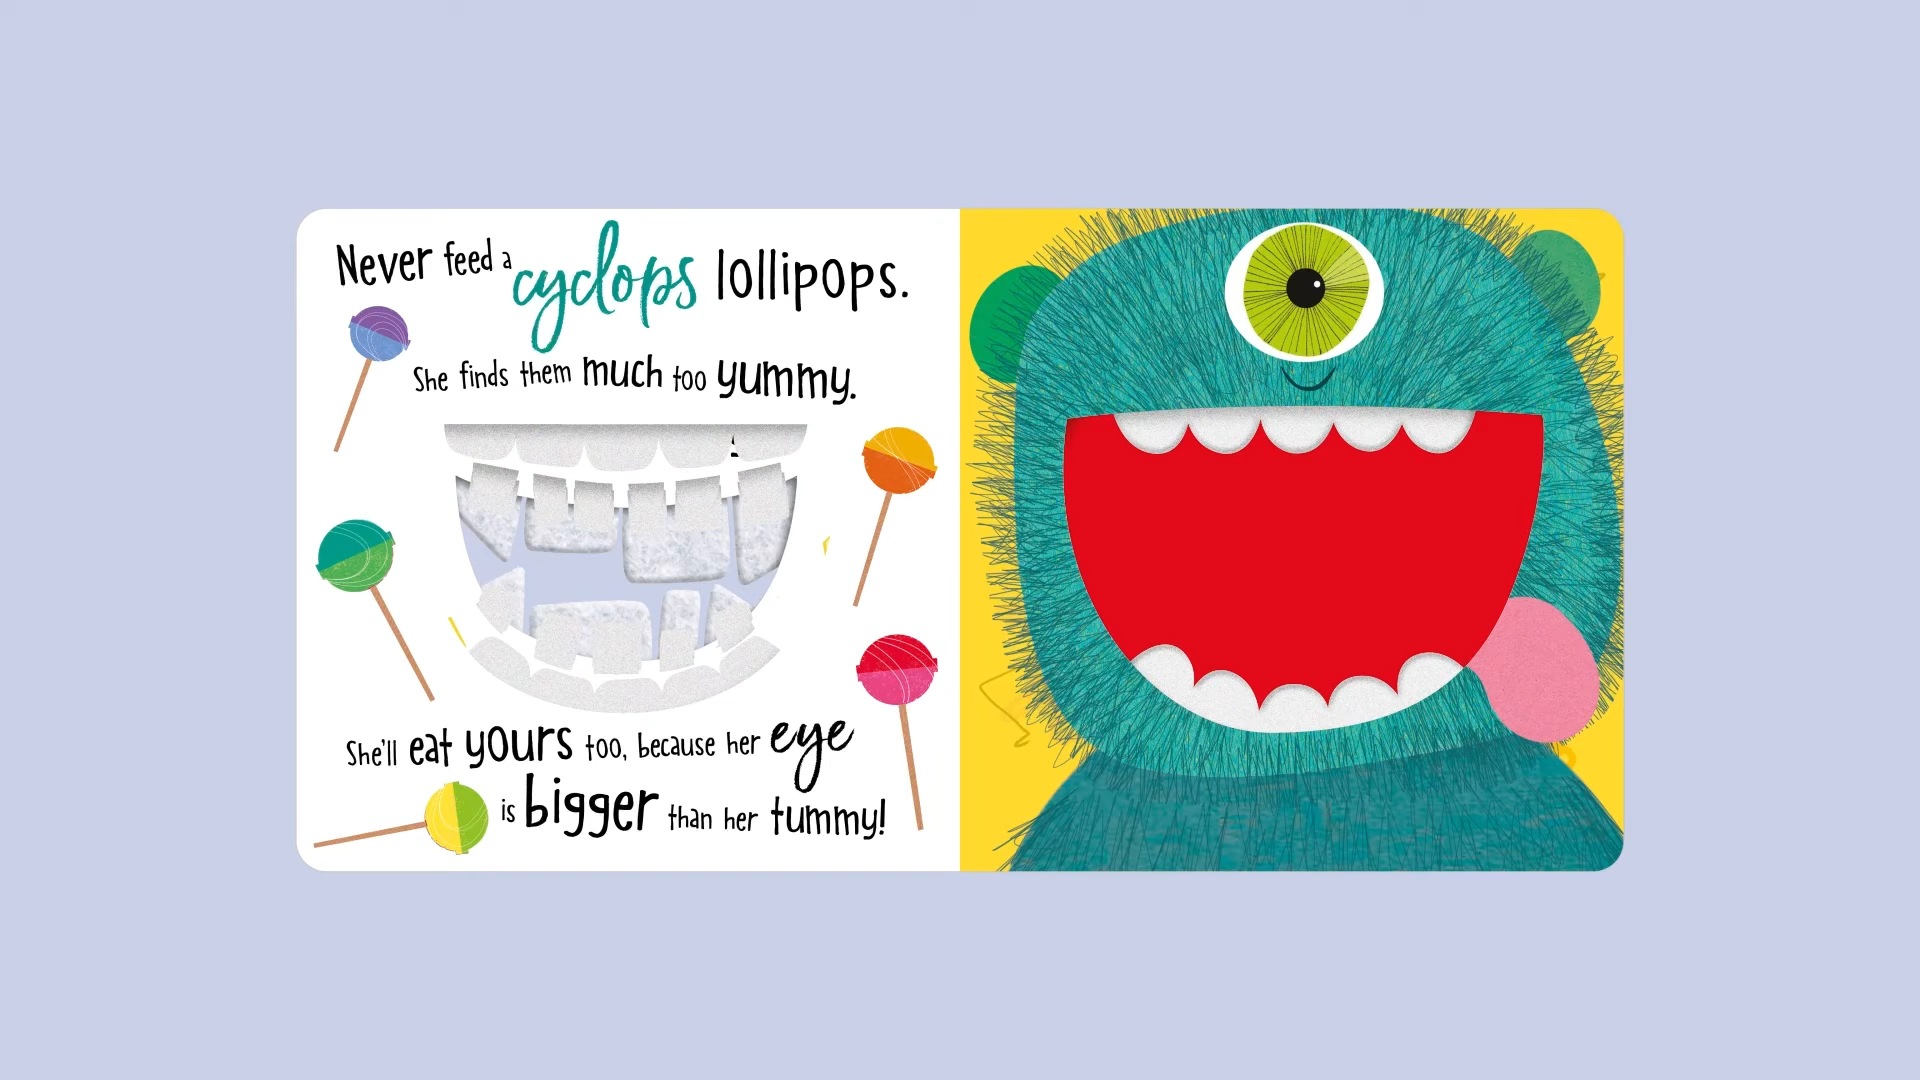 Never feed a cyclops lollipops.
She finds them much too yummy.
She'll eat yours too, because her eye
is bigger than her tummy!